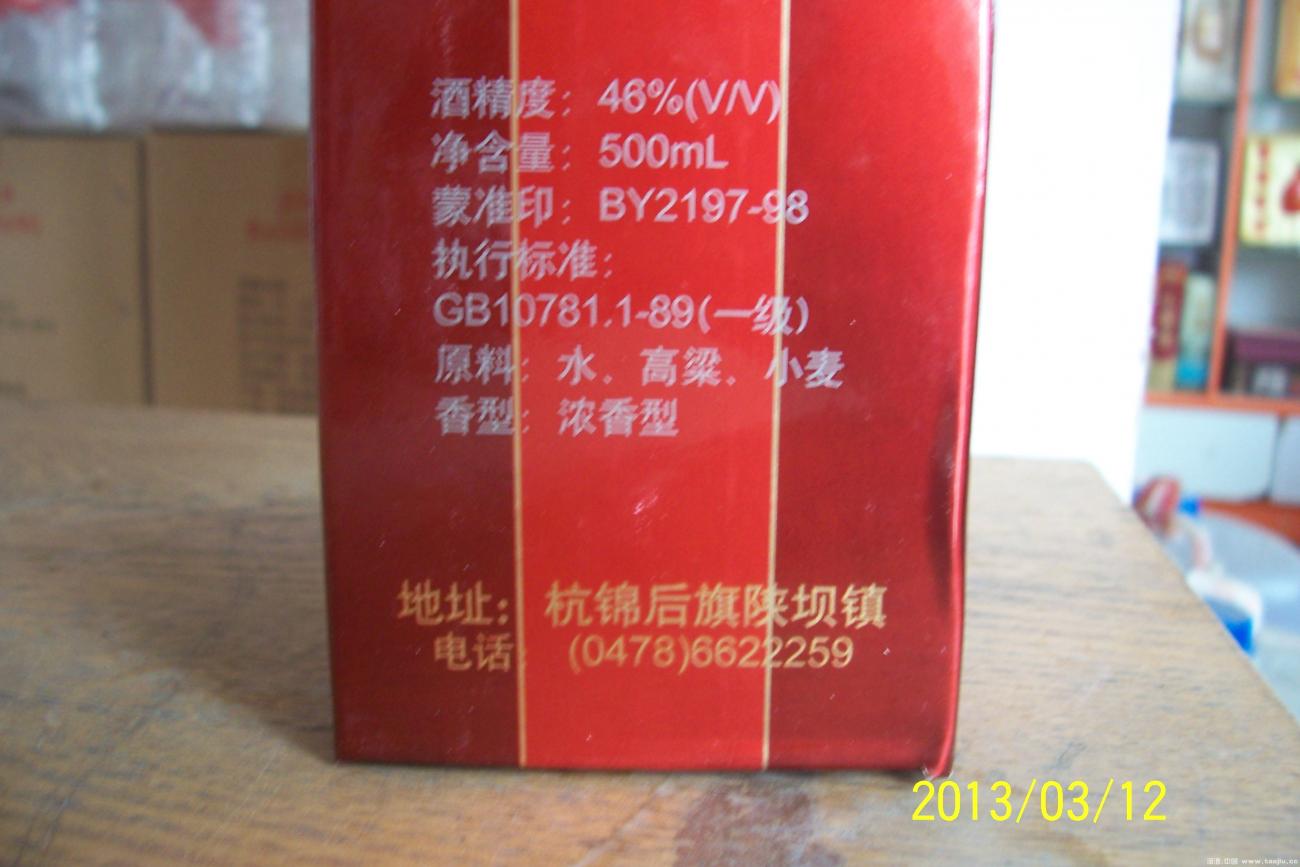 酒精度：46%(V/V)
净含量：500mL
蒙准印：BY2197-98
执行标准：
GB10781.1-89(一级)
原料：水、高粱、小麦
香型：浓香型
地址：杭锦后旗陕坝镇
电话：(0478)6622259
2013/03/12